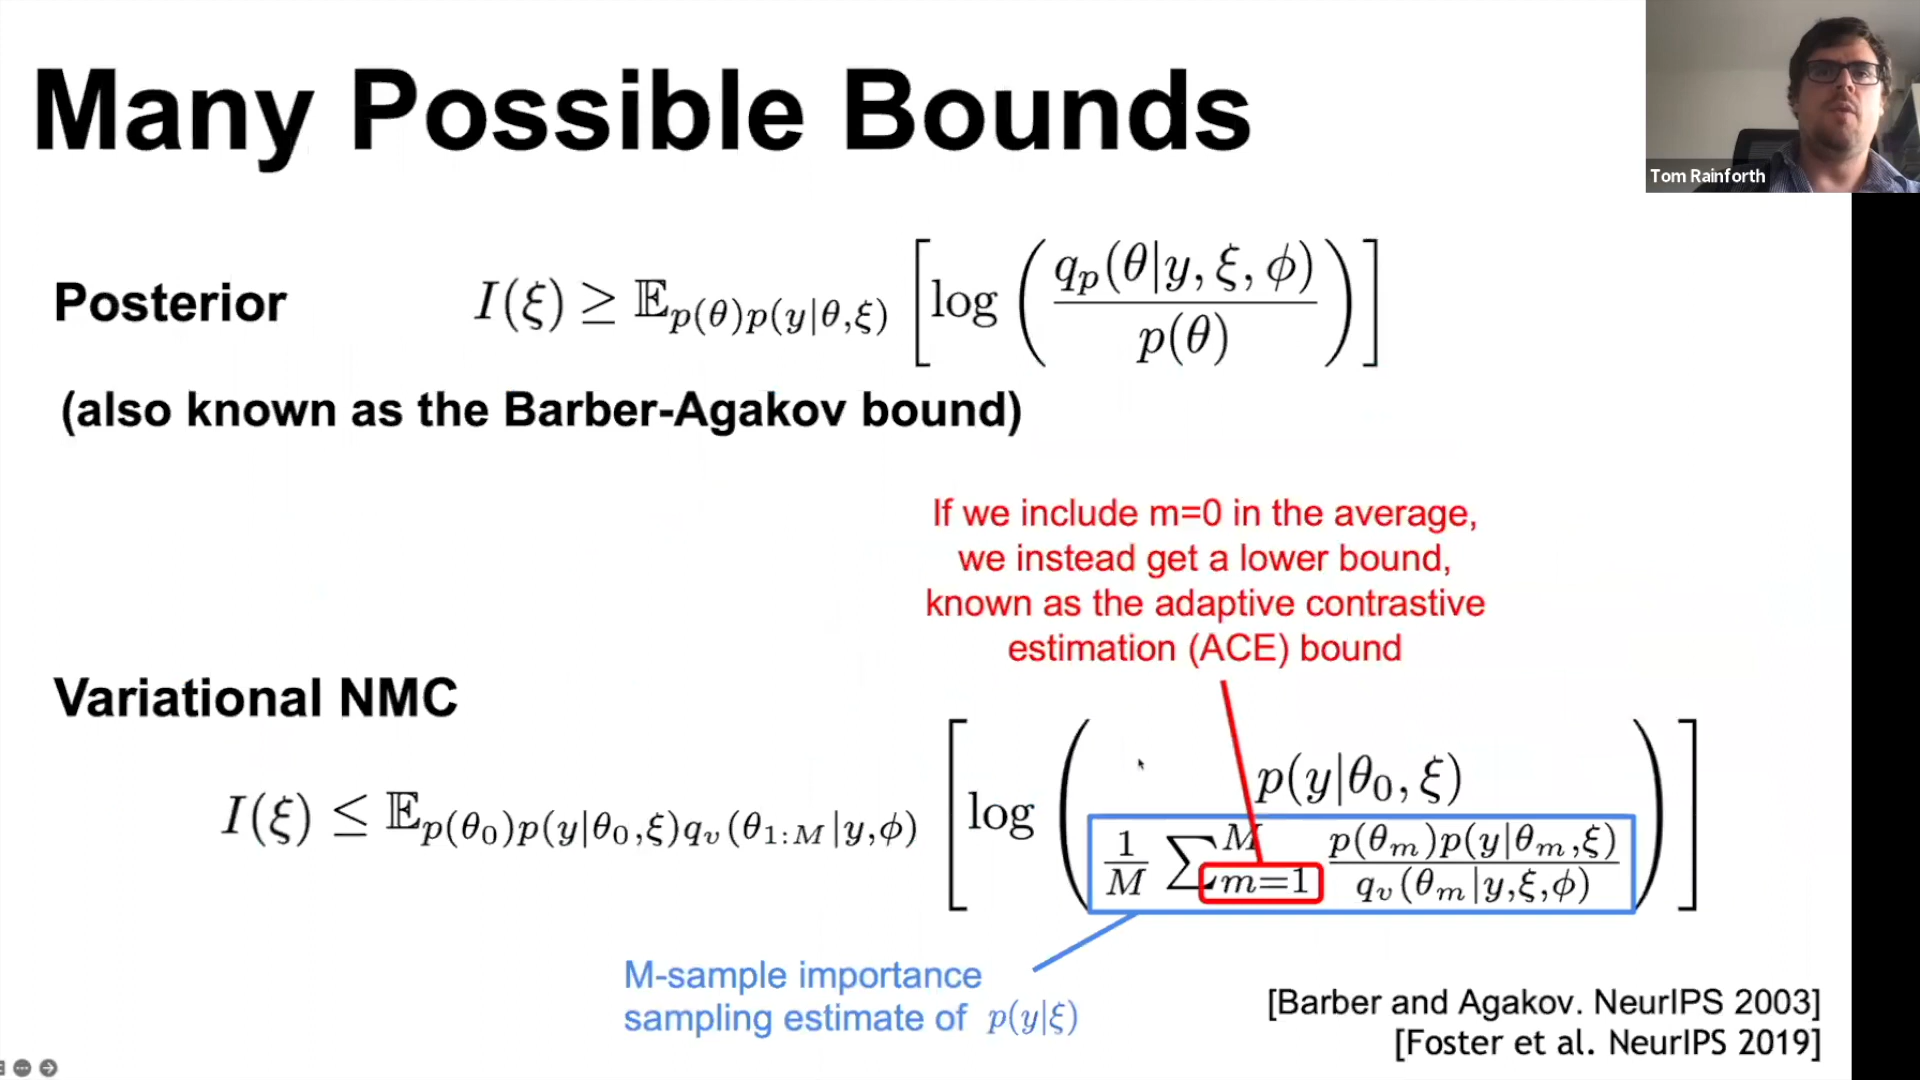 Many Possible Bounds
Tom Rainforth
Posterior I(ξ) ≥ 𝔼_{p(θ)p(y|θ,ξ)} [ log ( q_p(θ|y, ξ, φ) / p(θ) ) ]
(also known as the Barber-Agakov bound)
If we include m=0 in the average,
we instead get a lower bound,
known as the adaptive contrastive
estimation (ACE) bound
Variational NMC
I(ξ) ≤ 𝔼_{p(θ_0)p(y|θ_0,ξ)q_v(θ_{1:M}|y,φ)} [ log ( p(y|θ_0, ξ) / ( 1/M ∑_{m=1}^{M} p(θ_m)p(y|θ_m,ξ) / q_v(θ_m|y,ξ,φ) ) ) ]
M-sample importance
sampling estimate of p(y|ξ)
[Barber and Agakov. NeurIPS 2003]
[Foster et al. NeurIPS 2019]